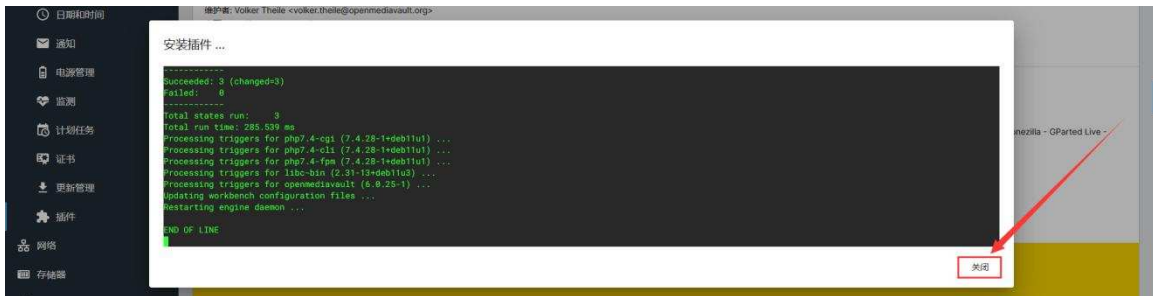 日期和时间
维护者: Volker Theile <volker.theile@openmediavault.org>
通知
安装插件 ...
电源管理
监测
计划任务
证书
更新管理
插件
网络
存储器
------------
Succeeded: 3 (changed=3)
Failed:    0
------------
Total states run:     3
Total run time: 285.539 ms
Processing triggers for php7.4-cgi (7.4.28-1+deb11u1) ...
Processing triggers for php7.4-cli (7.4.28-1+deb11u1) ...
Processing triggers for php7.4-fpm (7.4.28-1+deb11u1) ...
Processing triggers for libc-bin (2.31-13+deb11u3) ...
Processing triggers for openmediavault (6.0.25-1) ...
Updating workbench configuration files ...
Restarting engine daemon ...
END OF LINE
nezilla - GParted Live -
关闭